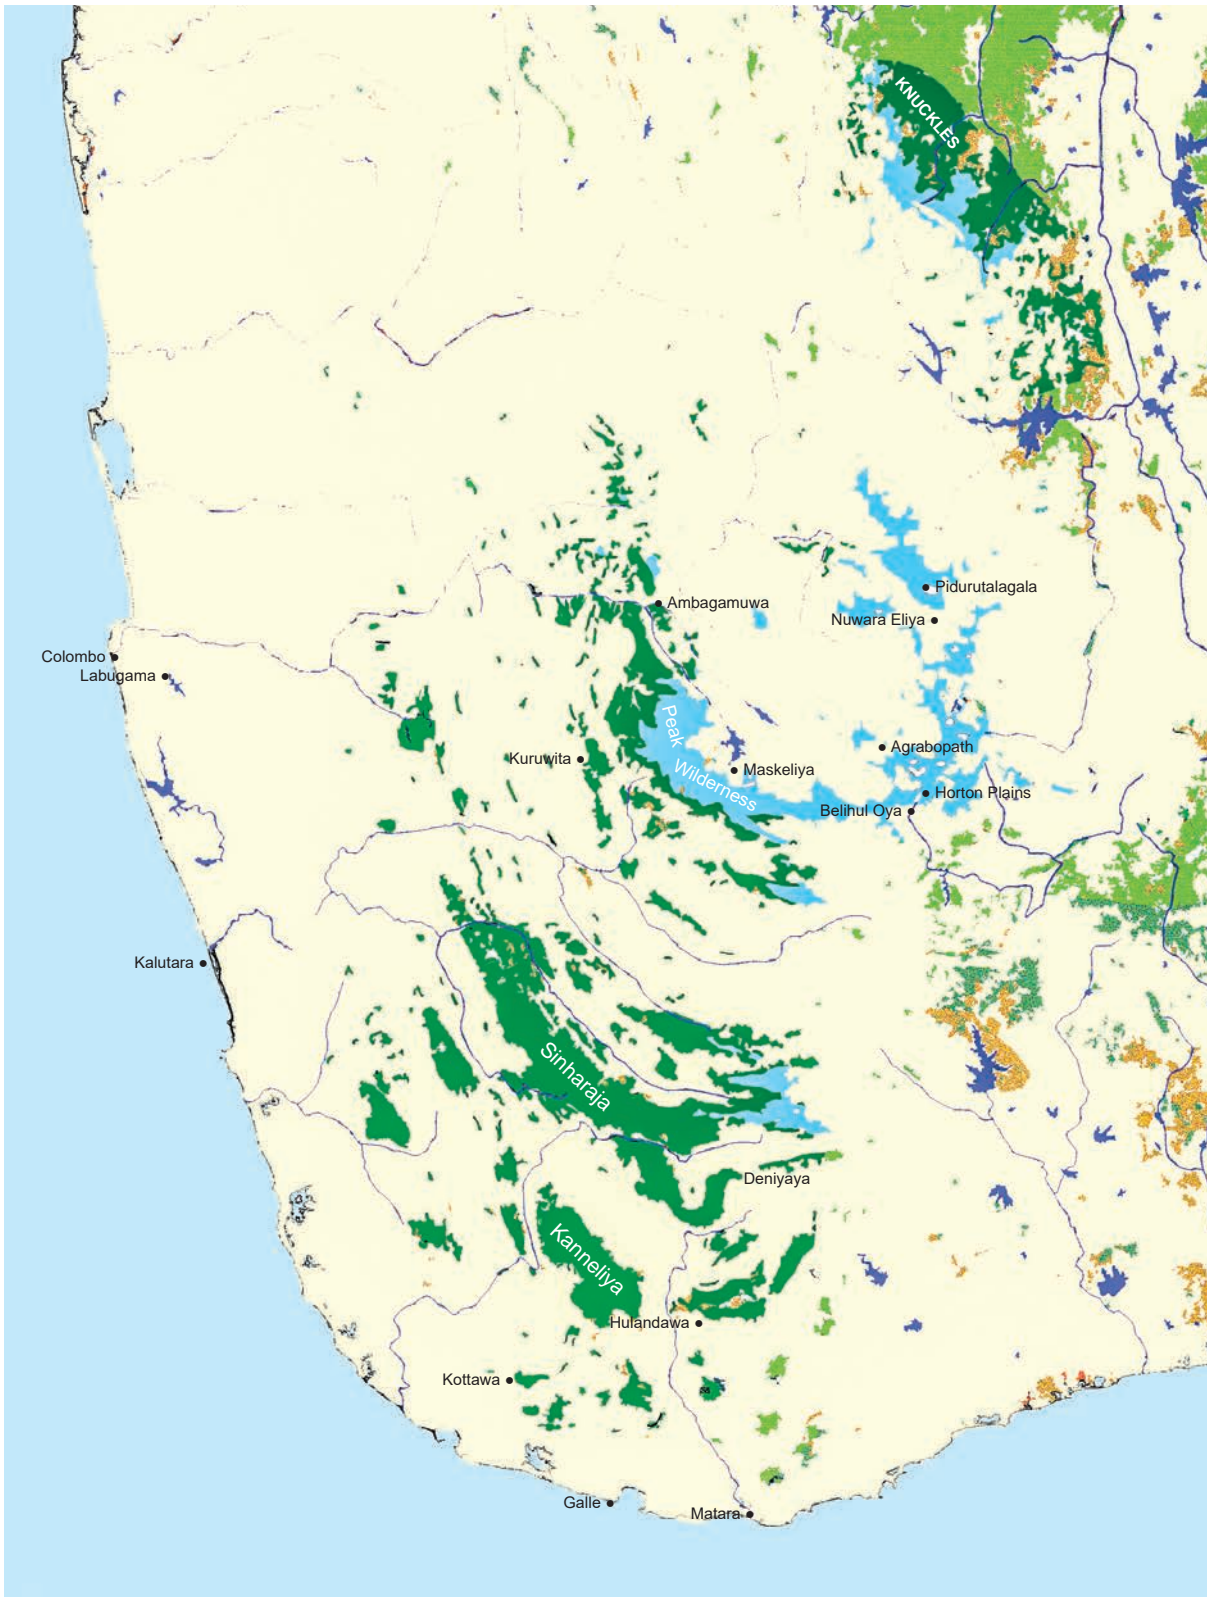 KNUCKLES
Ambagamuwa
Pidurutalagala
Nuwara Eliya
Colombo
Labugama
Peak
Wilderness
Kuruwita
Maskeliya
Agrabopath
Horton Plains
Belihul Oya
Kalutara
Sinharaja
Deniyaya
Kanneliya
Hulandawa
Kottawa
Galle
Matara